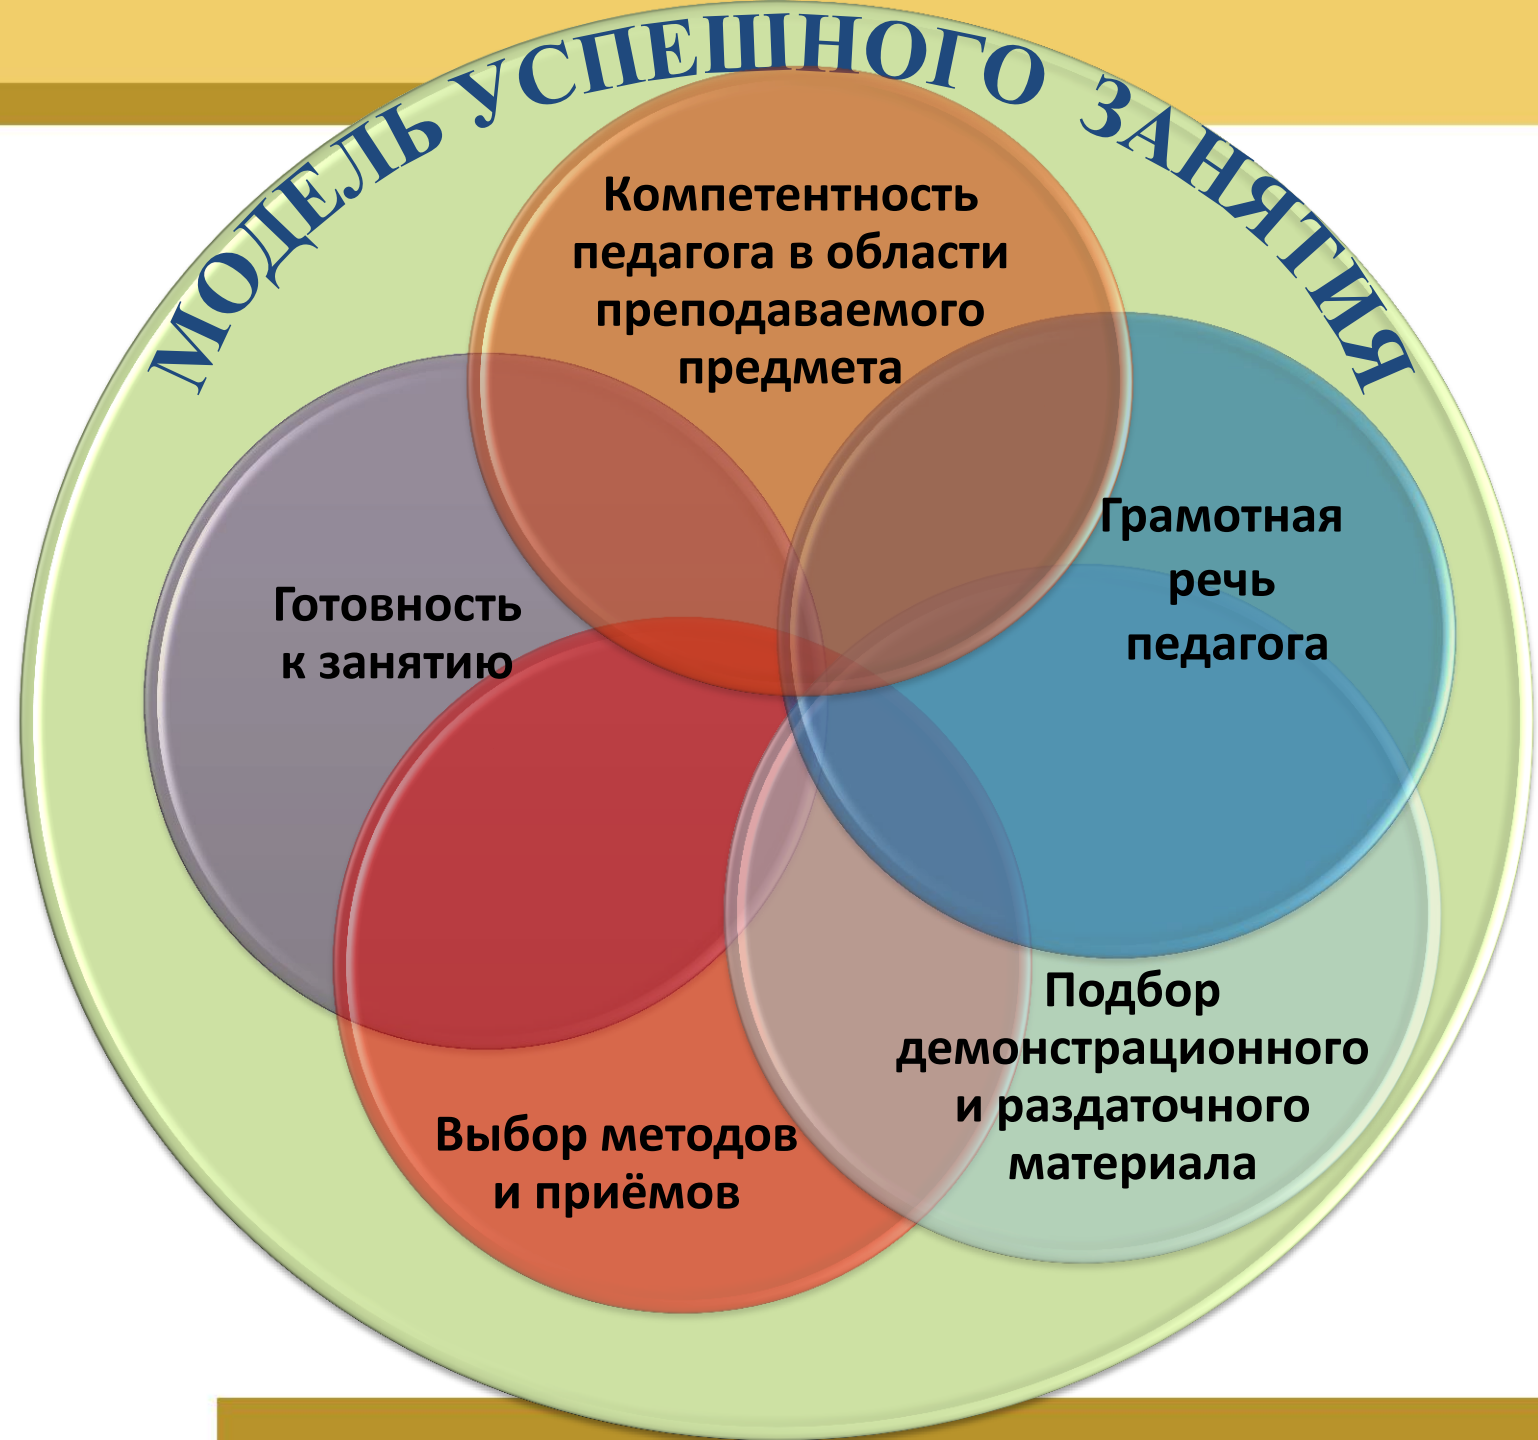 МОДЕЛЬ УСПЕШНОГО ЗАНЯТИЯ
Компетентность
педагога в области
преподаваемого
предмета
Грамотная
речь
педагога
Готовность
к занятию
Подбор
демонстрационного
и раздаточного
материала
Выбор методов
и приёмов